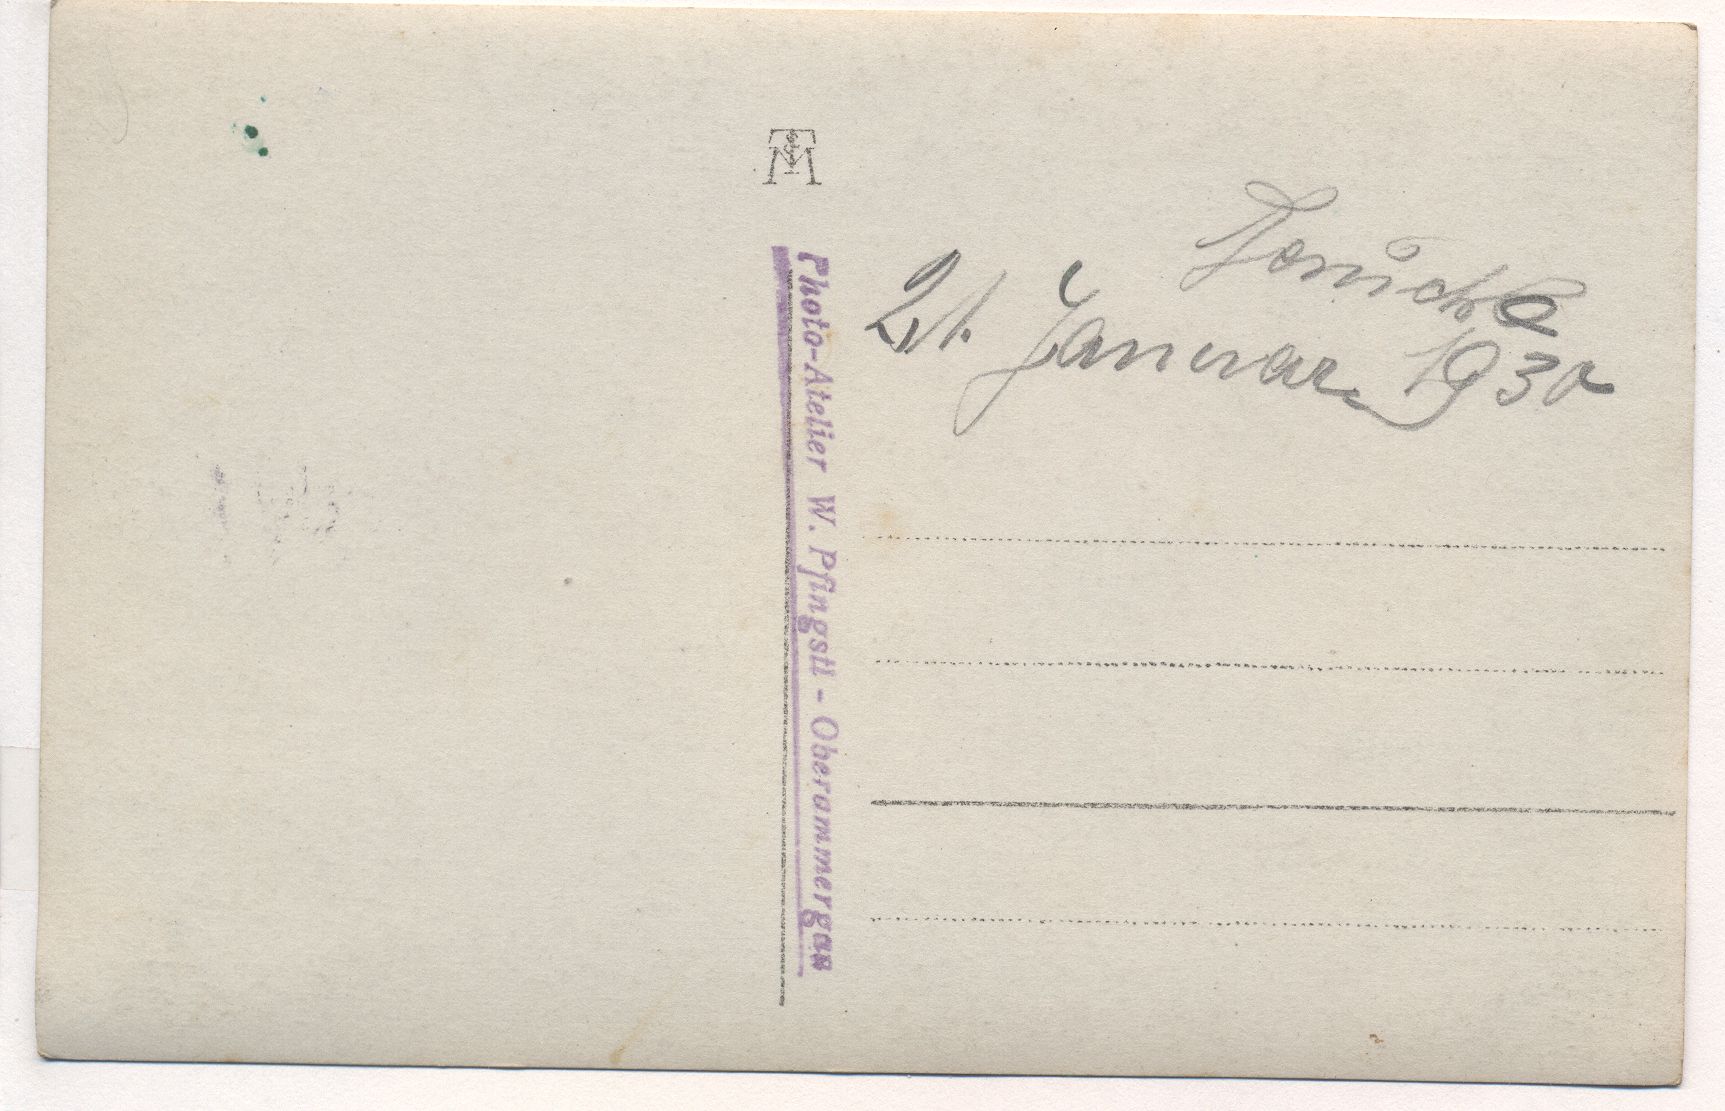 21. Januar 1930
Photo-Atelier W. Pfingstl - Oberammergau